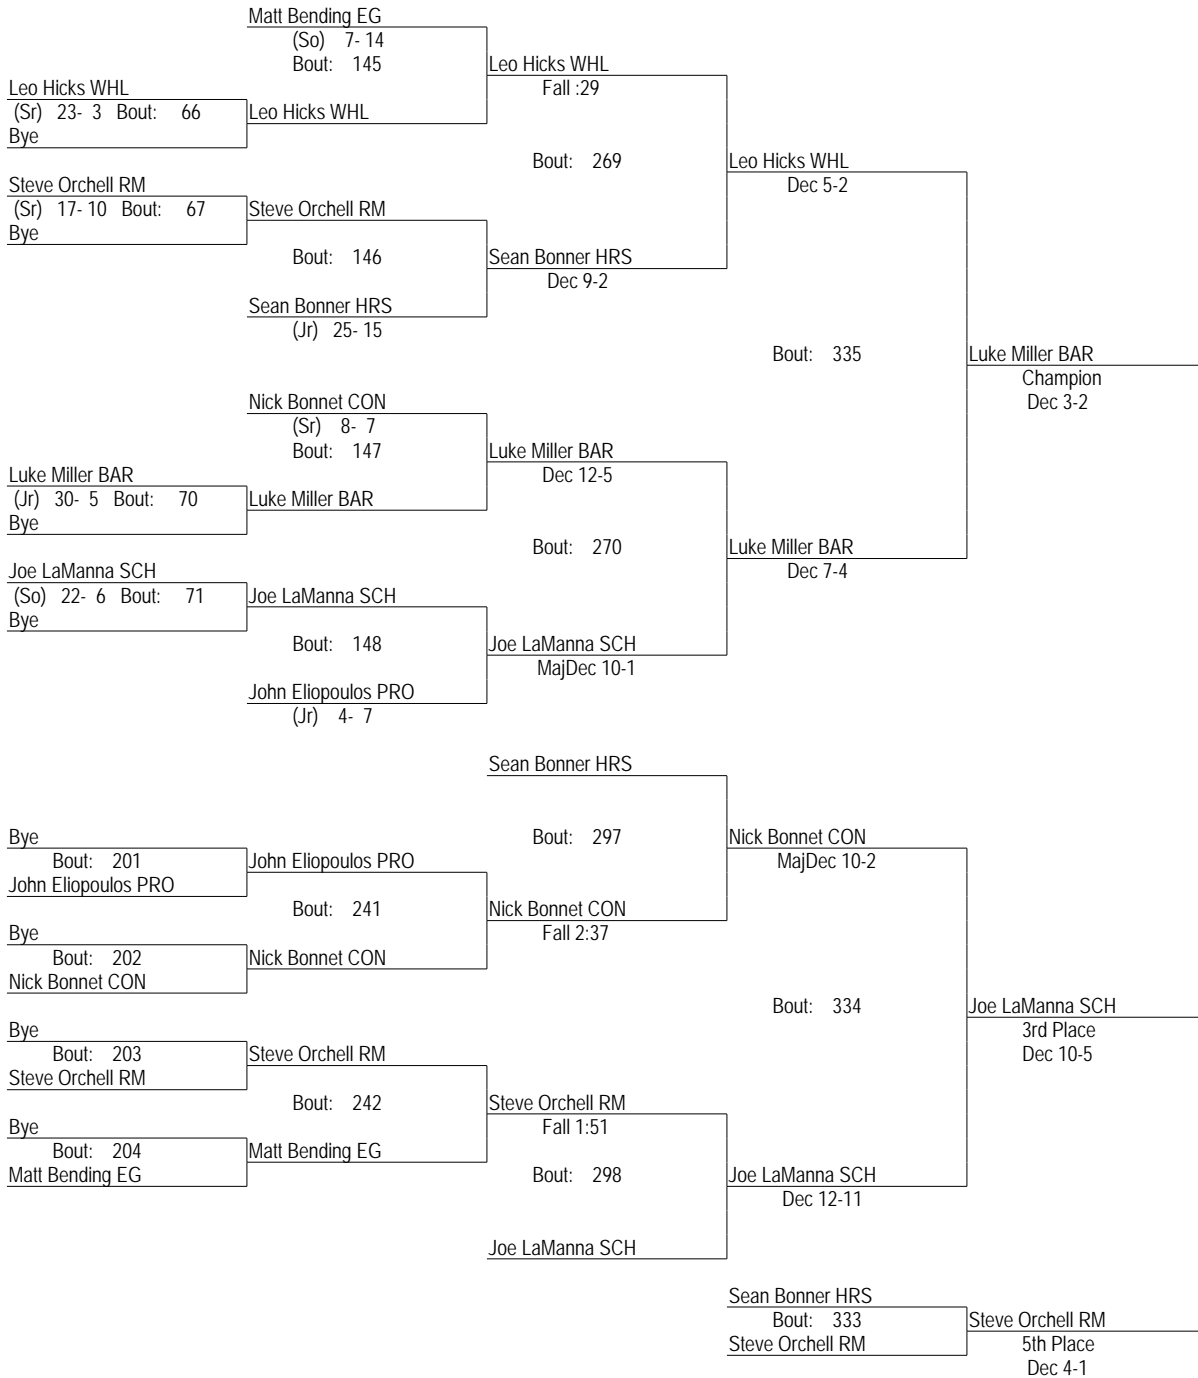 Matt Bending EG
(So) 7- 14
Bout: 145
Leo Hicks WHL
Fall :29
Leo Hicks WHL
(Sr) 23- 3 Bout: 66
Leo Hicks WHL
Bye
Bout: 269
Leo Hicks WHL
Dec 5-2
Steve Orchell RM
(Sr) 17- 10 Bout: 67
Steve Orchell RM
Bye
Bout: 146
Sean Bonner HRS
Dec 9-2
Sean Bonner HRS
(Jr) 25- 15
Bout: 335
Luke Miller BAR
Champion
Dec 3-2
Nick Bonnet CON
(Sr) 8- 7
Bout: 147
Luke Miller BAR
Dec 12-5
Luke Miller BAR
(Jr) 30- 5 Bout: 70
Luke Miller BAR
Bye
Bout: 270
Luke Miller BAR
Dec 7-4
Joe LaManna SCH
(So) 22- 6 Bout: 71
Joe LaManna SCH
Bye
Bout: 148
Joe LaManna SCH
MajDec 10-1
John Eliopoulos PRO
(Jr) 4- 7
Sean Bonner HRS
Bout: 297
Nick Bonnet CON
MajDec 10-2
Bye
Bout: 201
John Eliopoulos PRO
John Eliopoulos PRO
Bout: 241
Nick Bonnet CON
Fall 2:37
Bye
Bout: 202
Nick Bonnet CON
Nick Bonnet CON
Bout: 334
Joe LaManna SCH
3rd Place
Dec 10-5
Bye
Bout: 203
Steve Orchell RM
Steve Orchell RM
Bout: 242
Steve Orchell RM
Fall 1:51
Bye
Bout: 204
Matt Bending EG
Matt Bending EG
Bout: 298
Joe LaManna SCH
Dec 12-11
Joe LaManna SCH
Sean Bonner HRS
Bout: 333
Steve Orchell RM
Steve Orchell RM
5th Place
Dec 4-1